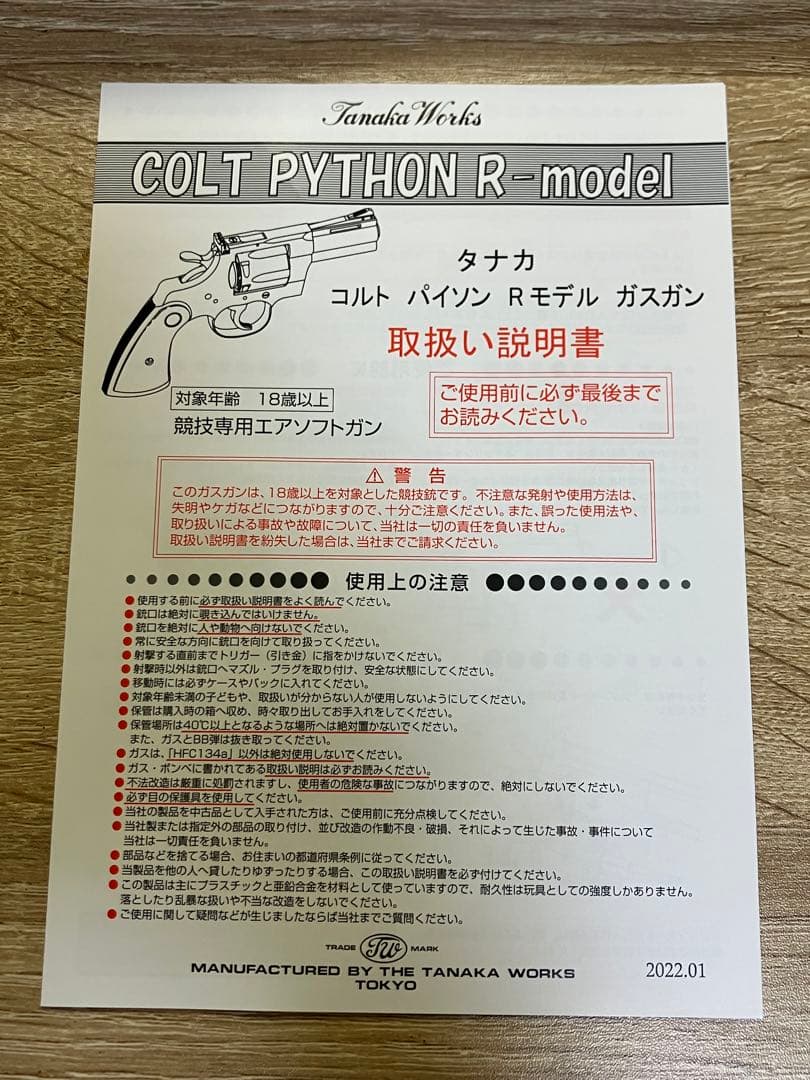 Tanaka Works
COLT PYTHON R-model
タナカ
コルト パイソン Rモデル ガスガン
取扱い説明書
対象年齢 18歳以上
競技専用エアソフトガン
ご使用前に必ず最後まで
お読みください。
⚠ 警告
このガスガンは、18歳以上を対象とした競技銃です。不注意な発射や使用方法は、
失明やケガなどにつながりますので、十分ご注意ください。また、誤った使用法や、
取り扱いによる事故や故障について、当社は一切の責任を負いません。
取扱い説明書を紛失した場合は、当社までご請求ください。
使用上の注意
●使用する前に必ず取扱い説明書をよく読んでください。
●銃口は絶対に覗き込んではいけません。
●銃口を絶対に人や動物へ向けないでください。
●常に安全な方向に銃口を向けて取り扱ってください。
●射撃する直前までトリガー（引き金）に指をかけないでください。
●射撃時以外は銃口へマズル・プラグを取り付け、安全な状態にしてください。
●移動時には必ずケースやバックに入れてください。
●対象年齢未満の子どもや、取扱いが分からない人が使用しないようにしてください。
●保管は購入時の箱へ収め、時々取り出してお手入れをしてください。
●保管場所は40℃以上となるような場所へは絶対置かないでください。
また、ガスとBB弾は抜き取ってください。
●ガスは、「HFC134a」以外は絶対使用しないでください。
●ガス・ボンベに書かれてある取扱い説明は必ずお読みください。
●不法改造は厳重に処罰されますし、使用者の危険な事故につながりますので、絶対にしないでください。
●必ず目の保護具を使用してください。
●当社の製品を中古品として入手された方は、ご使用前に充分点検してください。
●当社製または指定外の部品の取り付け、並び改造の作動不良・破損、それによって生じた事故・事件について
当社は一切責任を負いません。
●部品などを捨てる場合、お住まいの都道府県条例に従ってください。
●当製品を他の人へ貸したりゆずったりする場合、この取扱い説明書を必ず付けてください。
●この製品は主にプラスチックと亜鉛合金を材料として使っていますので、耐久性は玩具としての強度しかありません。
落としたり乱暴な扱いや不当な改造をしないでください。
●ご使用に関して疑問などが生じましたならば当社までご質問ください。
TRADE TW MARK
MANUFACTURED BY THE TANAKA WORKS
TOKYO
2022.01